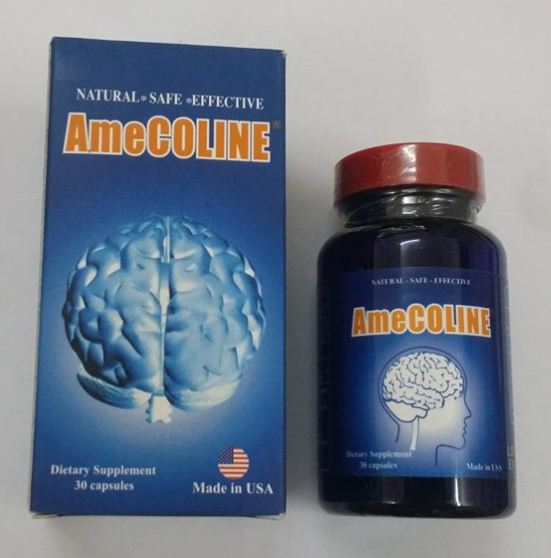 NATURAL* SAFE *EFFECTIVE
AmeCOLINE®
Dietary Supplement
30 capsules
Made in USA
NATURAL - SAFE - EFFECTIVE
AmeCOLINE
Dietary Supplement
30 capsules
Made in USA